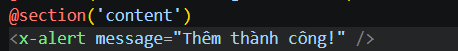 @section('content')
<x-alert message="Thêm thành công!" />